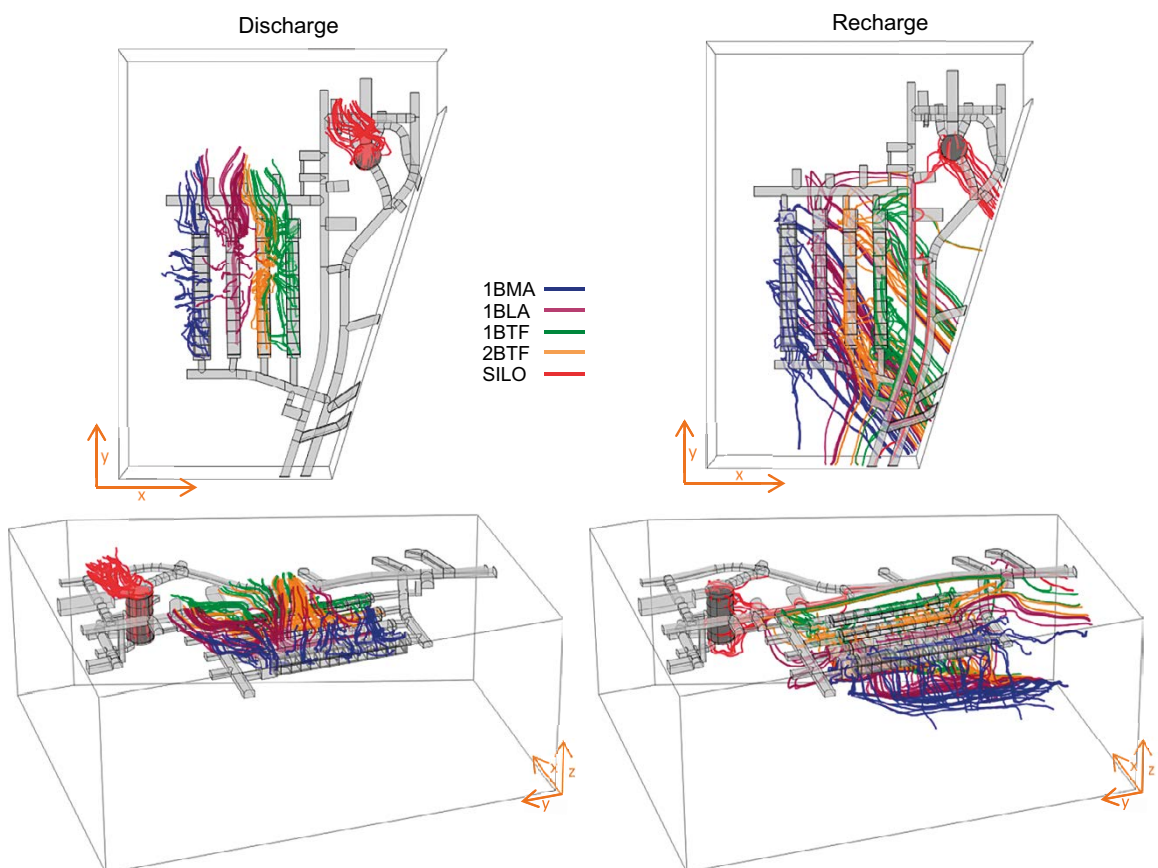 Discharge
Recharge
1BMA
1BLA
1BTF
2BTF
SILO
y
x
y
x
x
z
y
x
z
y